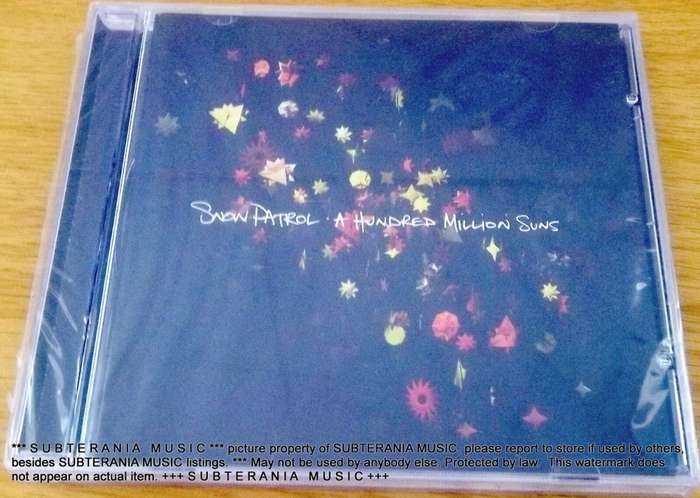 SNOW PATROL · A HUNDRED MILLION SUNS
*** S U B T E R A N I A   M U S I C *** picture property of SUBTERANIA MUSIC  please report to store if used by others,
besides SUBTERANIA MUSIC listings. *** May not be used by anybody else  Protected by law   This watermark does
not appear on actual item. +++ S U B T E R A N I A   M U S I C +++